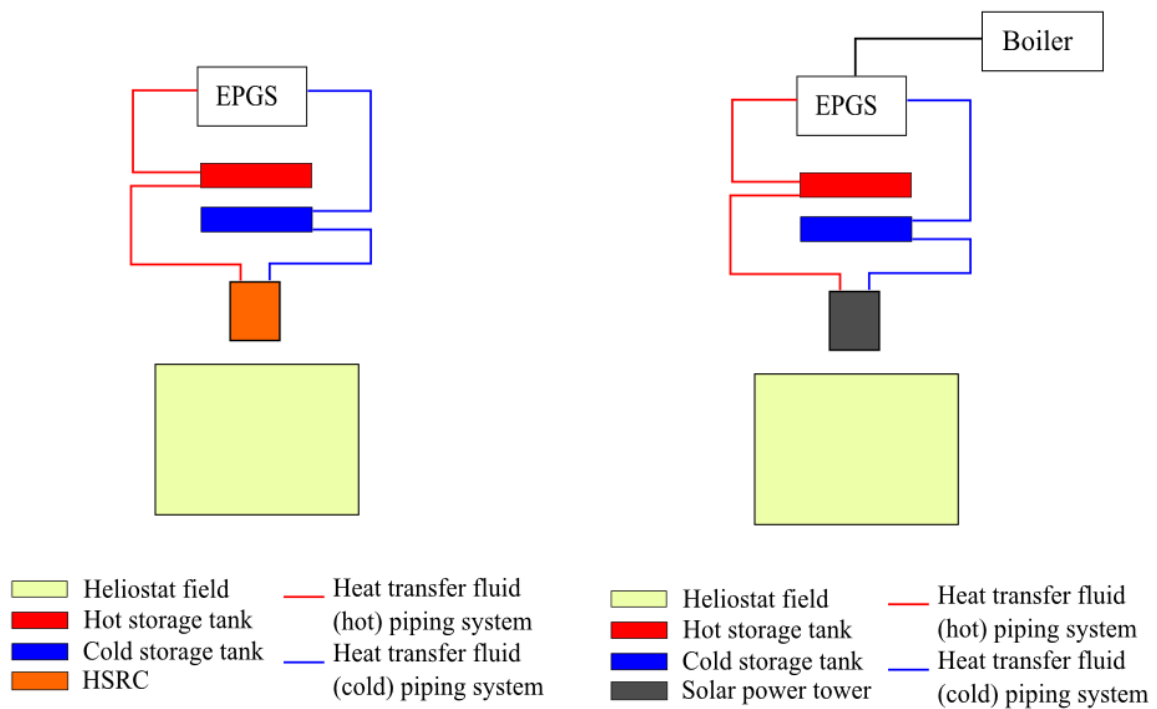 EPGS
Heliostat field
Hot storage tank
Cold storage tank
HSRC
Heat transfer fluid
(hot) piping system
Heat transfer fluid
(cold) piping system
Boiler
EPGS
Heliostat field
Hot storage tank
Cold storage tank
Solar power tower
Heat transfer fluid
(hot) piping system
Heat transfer fluid
(cold) piping system